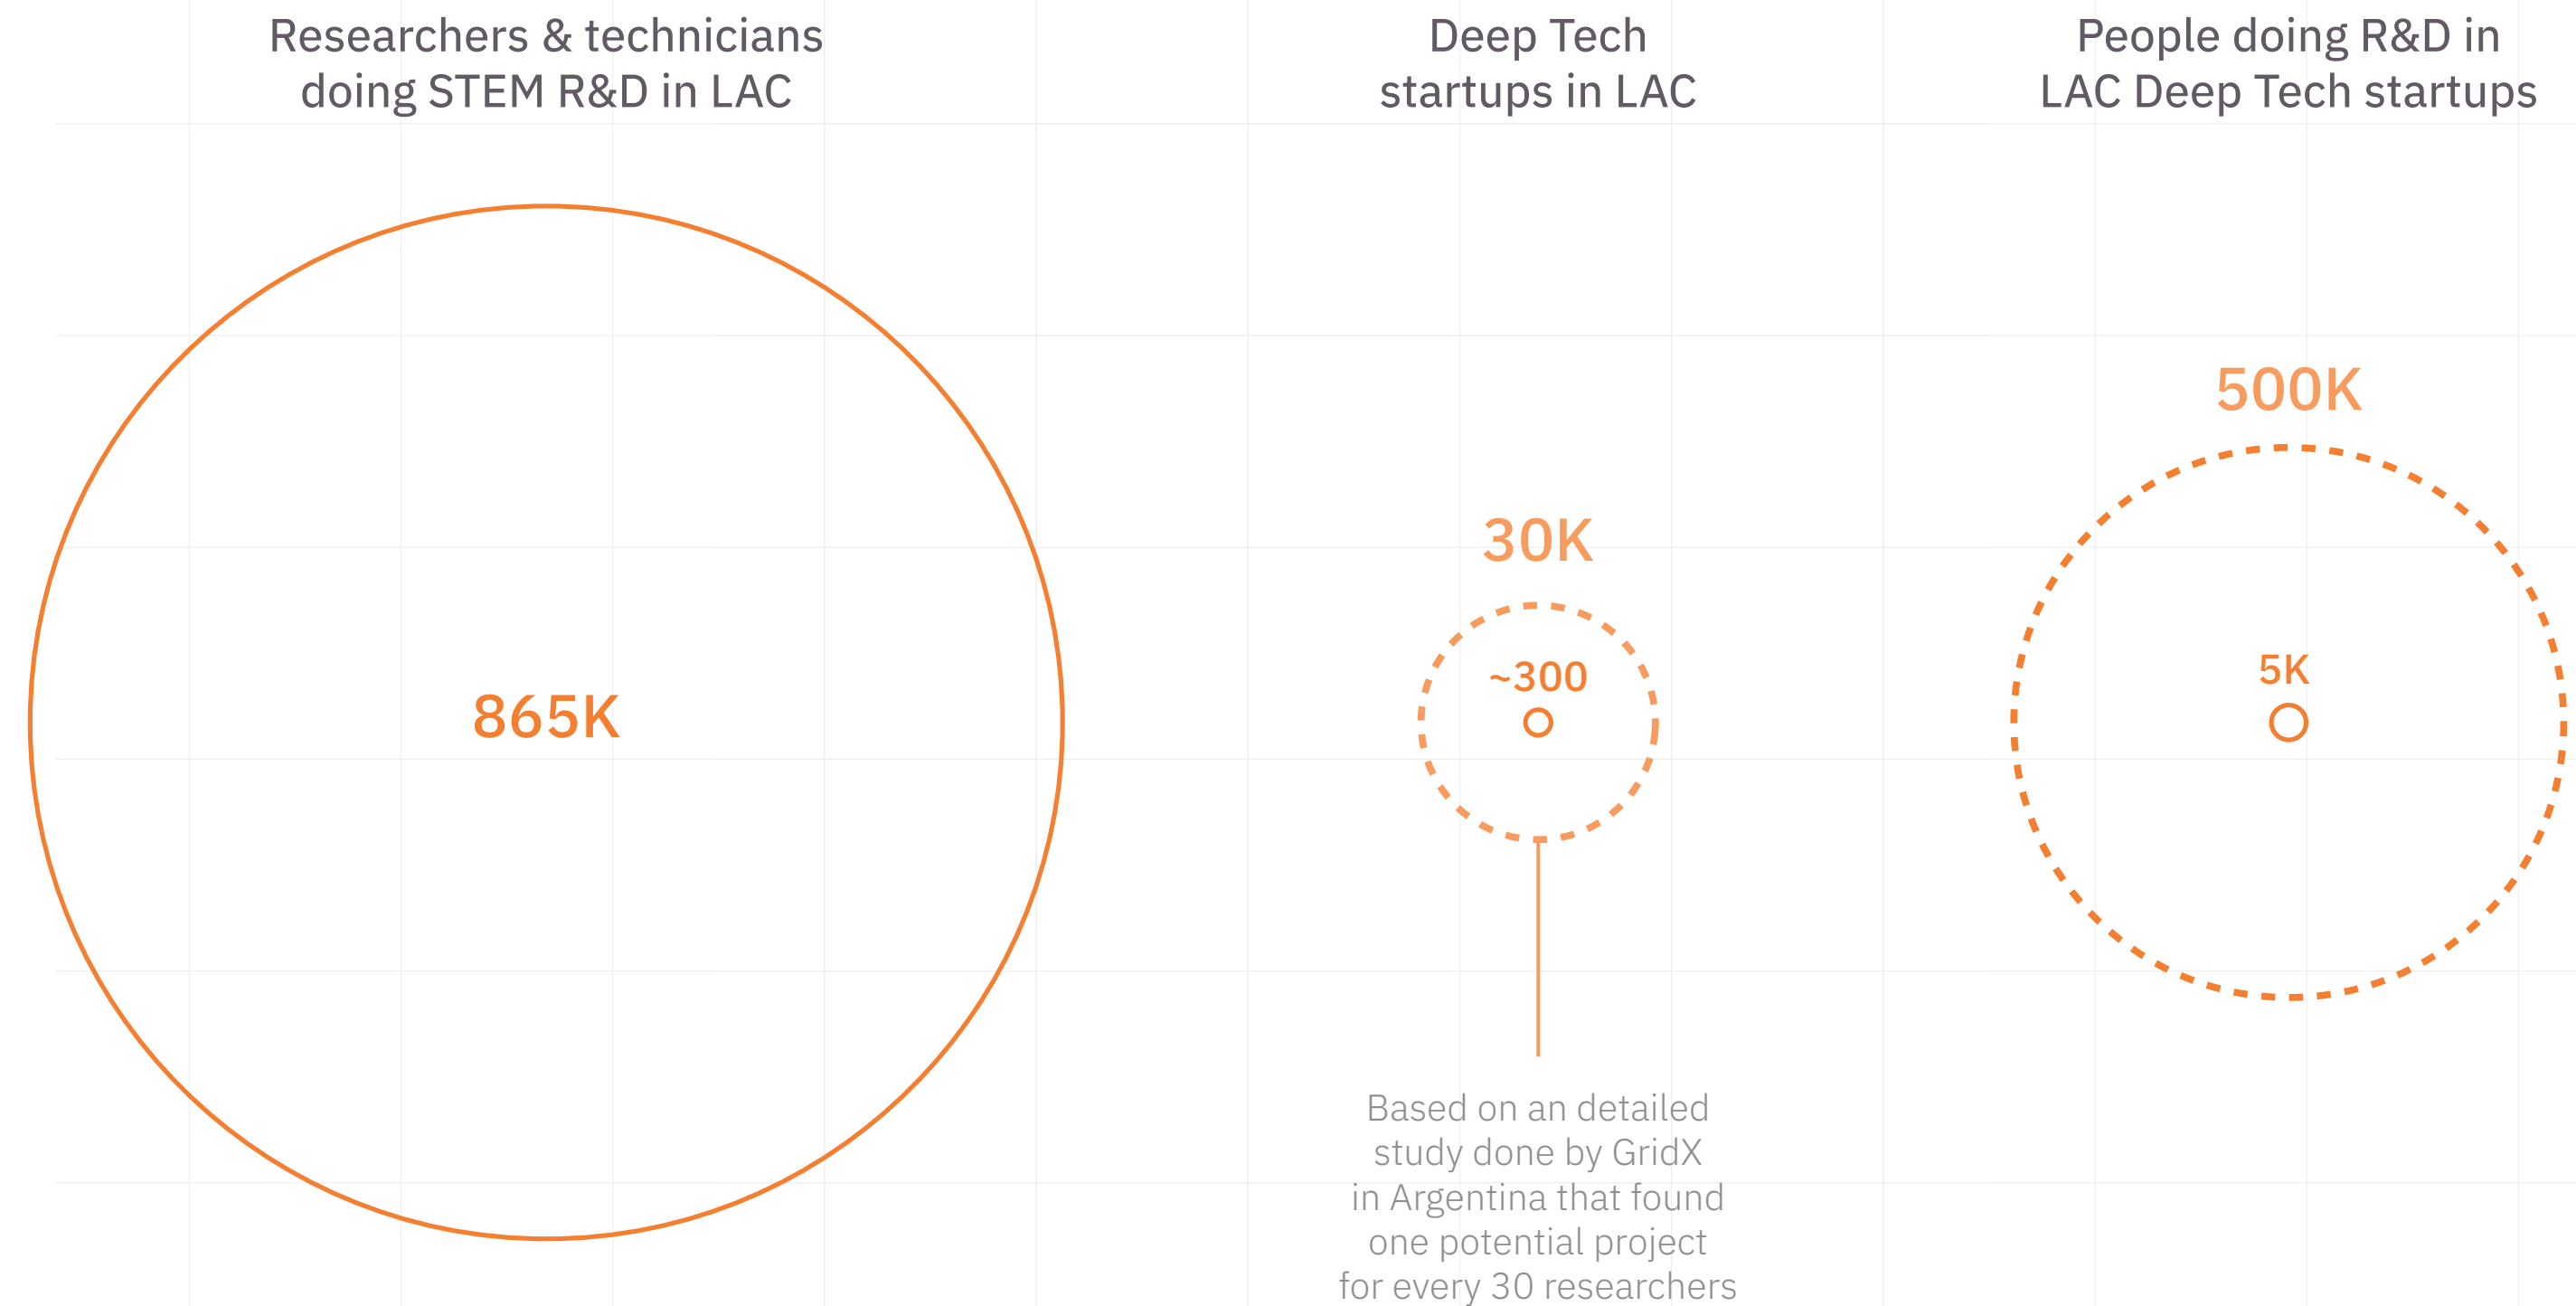 Researchers & technicians
doing STEM R&D in LAC
865K
Deep Tech
startups in LAC
30K
~300
Based on an detailed
study done by GridX
in Argentina that found
one potential project
for every 30 researchers
People doing R&D in
LAC Deep Tech startups
500K
5K